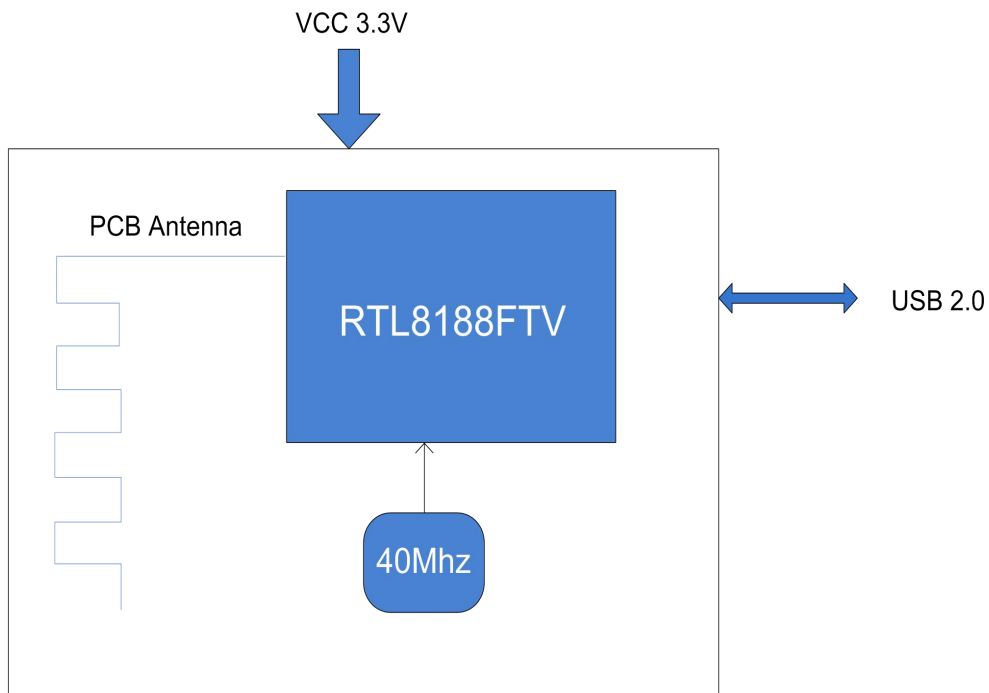 VCC 3.3V
PCB Antenna
RTL8188FTV
USB 2.0
40Mhz